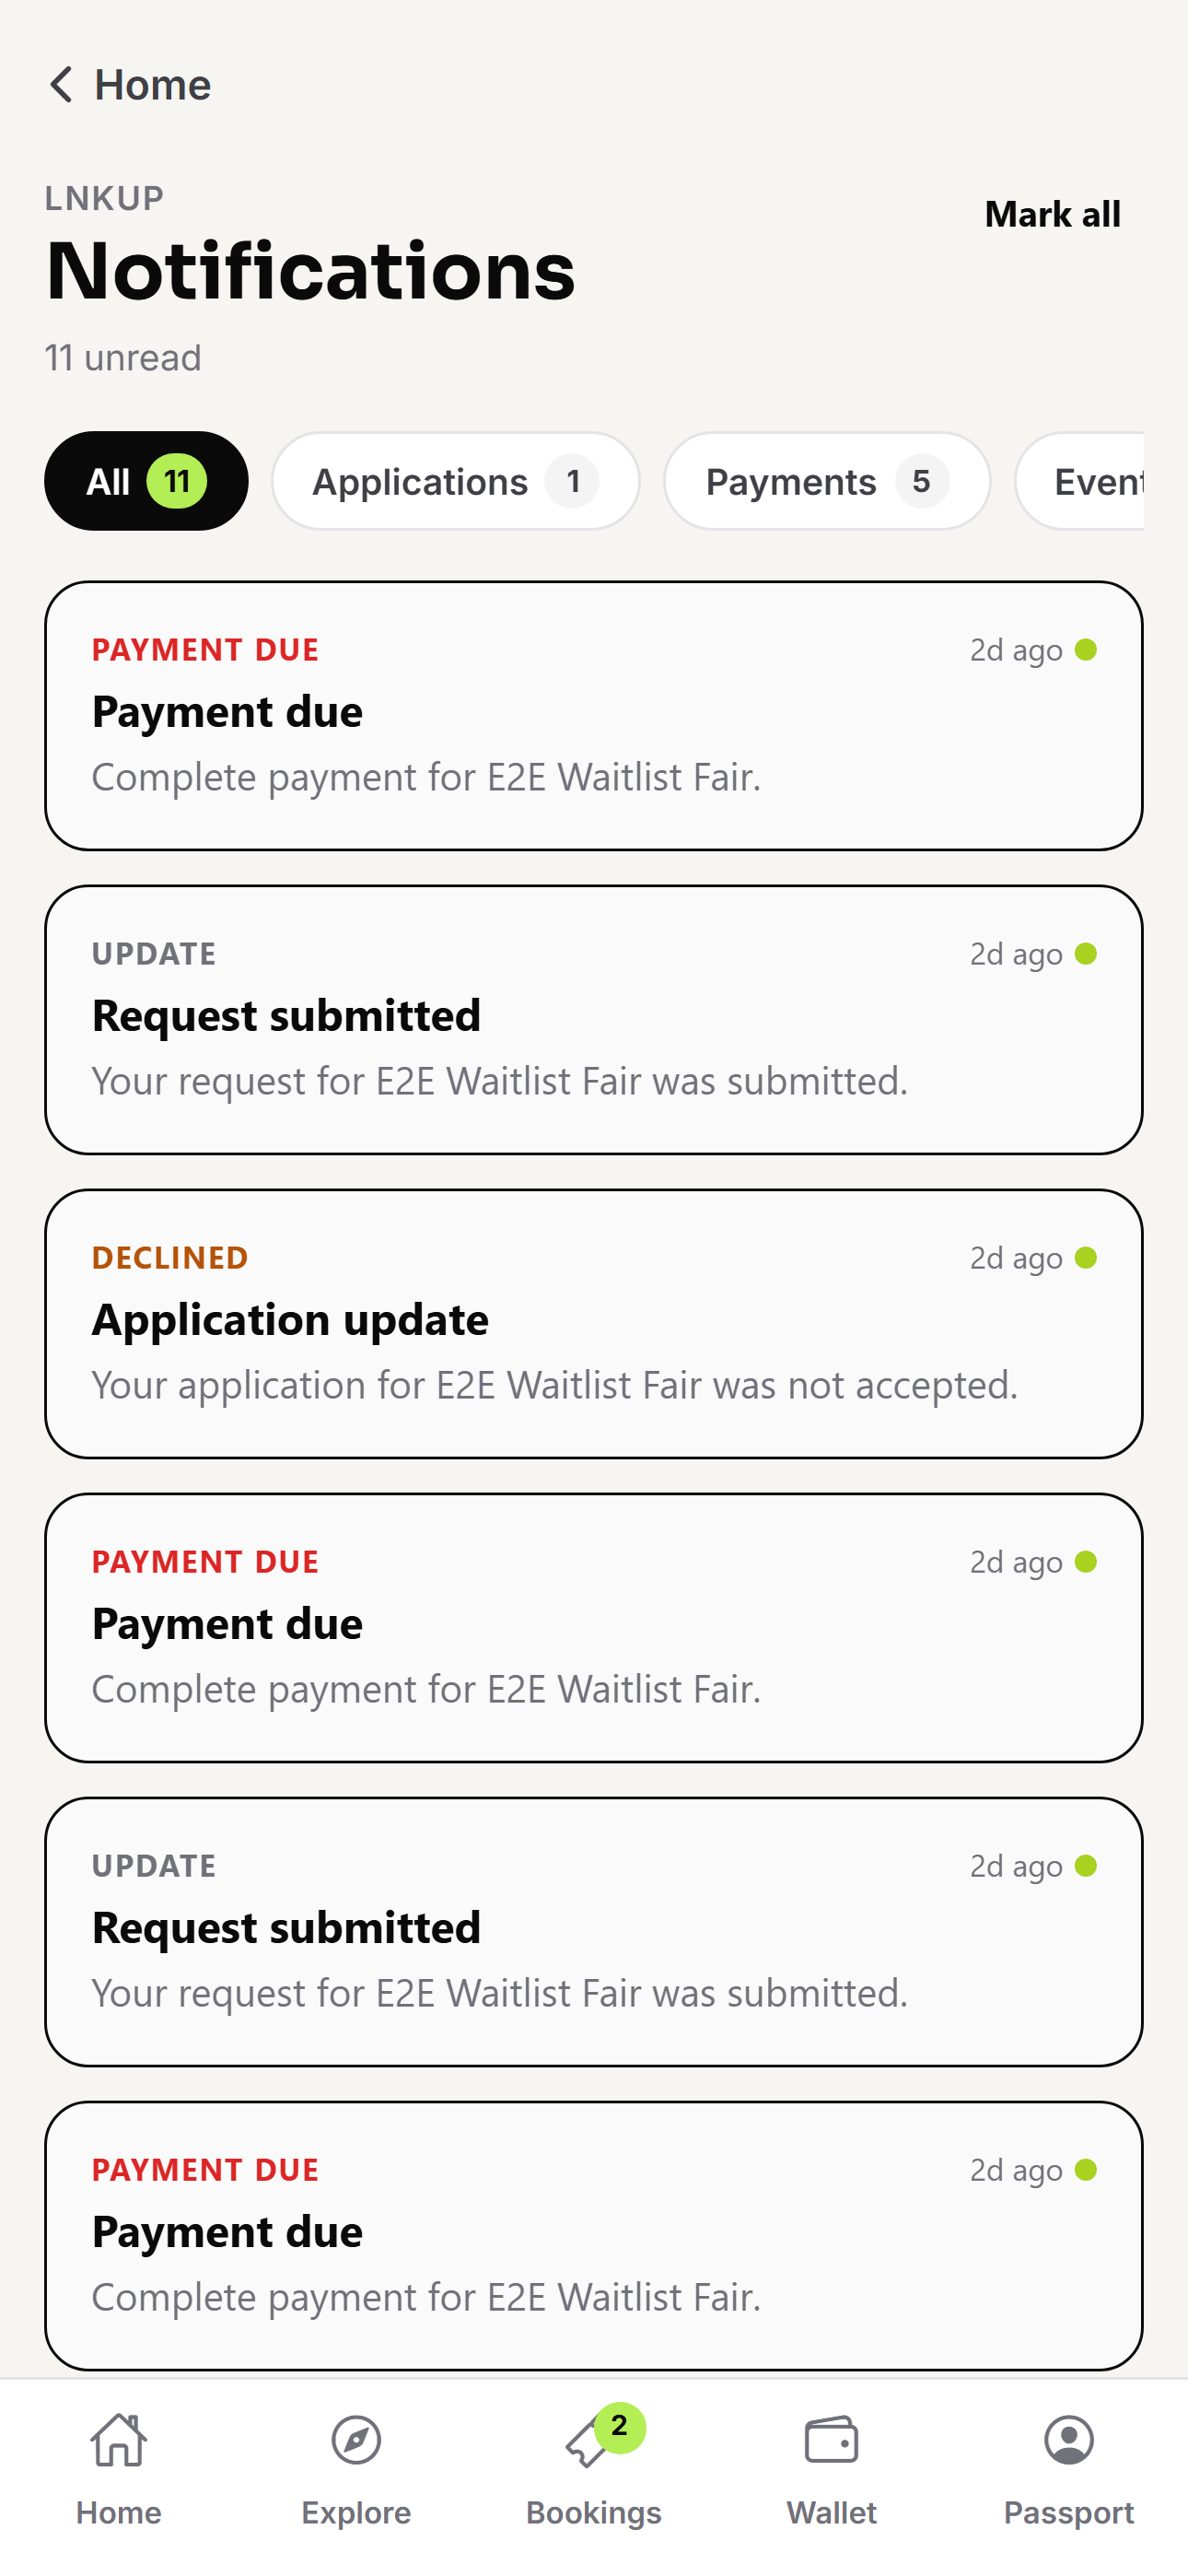 Home
LNKUP
Mark all
Notifications
11 unread
All 11
Applications 1
Payments 5
Event
PAYMENT DUE 2d ago
Payment due
Complete payment for E2E Waitlist Fair.
UPDATE 2d ago
Request submitted
Your request for E2E Waitlist Fair was submitted.
DECLINED 2d ago
Application update
Your application for E2E Waitlist Fair was not accepted.
PAYMENT DUE 2d ago
Payment due
Complete payment for E2E Waitlist Fair.
UPDATE 2d ago
Request submitted
Your request for E2E Waitlist Fair was submitted.
PAYMENT DUE 2d ago
Payment due
Complete payment for E2E Waitlist Fair.
2
Home
Explore
Bookings
Wallet
Passport